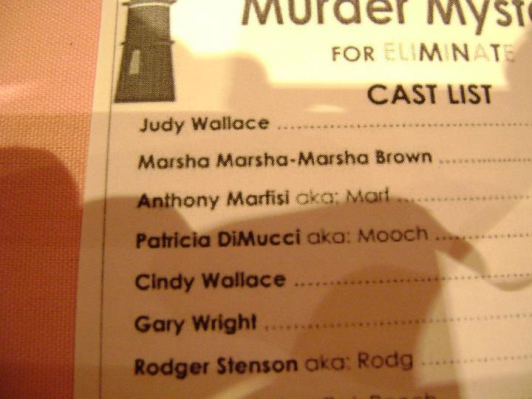 Murder Myst
FOR ELIMINATE
CAST LIST
Judy Wallace ........................
Marsha Marsha-Marsha Brown ..............
Anthony Marfisi aka: Marf ................
Patricia DiMucci aka: Mooch ............
Cindy Wallace ........................
Gary Wright ........................
Rodger Stenson aka: Rodg ..............